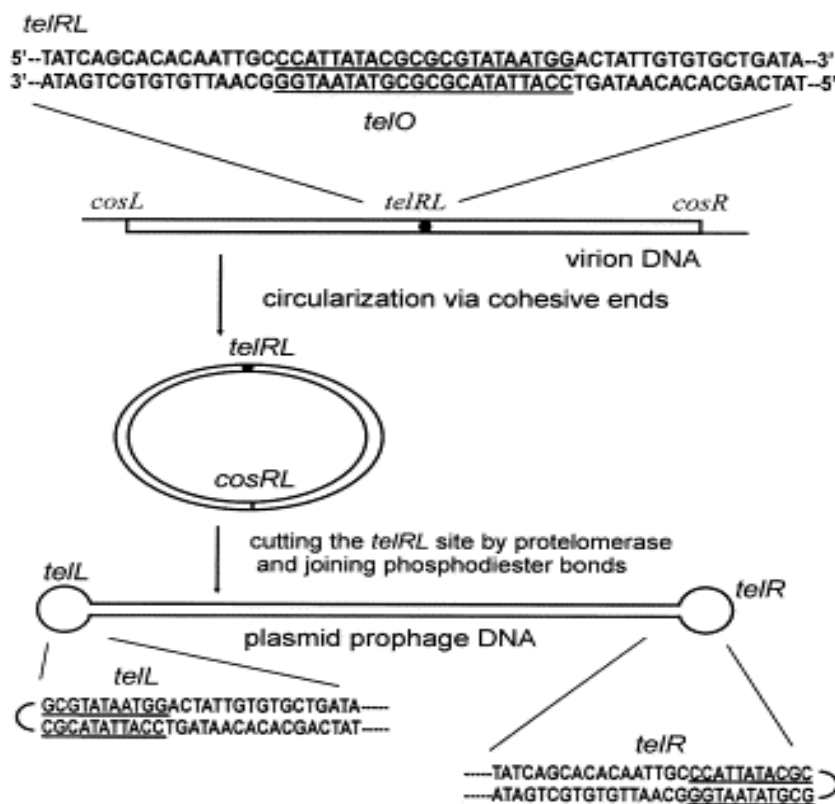 telRL
5'--TATCAGCACACAATTGCCCATTATACGCGCGTATAATGGACTATTGTGTGCTGATA--3'
3'--ATAGTCGTGTGTTAACGGGTAATATGCGCGCATATTACCTGATAACACACGACTAT--5'
telO
cosL telRL cosR
virion DNA
circularization via cohesive ends
telRL
cosRL
cutting the telRL site by protelomerase
and joining phosphodiester bonds
telL telR
plasmid prophage DNA
telL
GCGTATAATGGACTATTGTGTGCTGATA-----
CGCATATTACCTGATAACACACGACTAT-----
telR
-----TATCAGCACACAATTGCCCATTATACGC
-----ATAGTCGTGTGTTAACGGGTAATATGCG